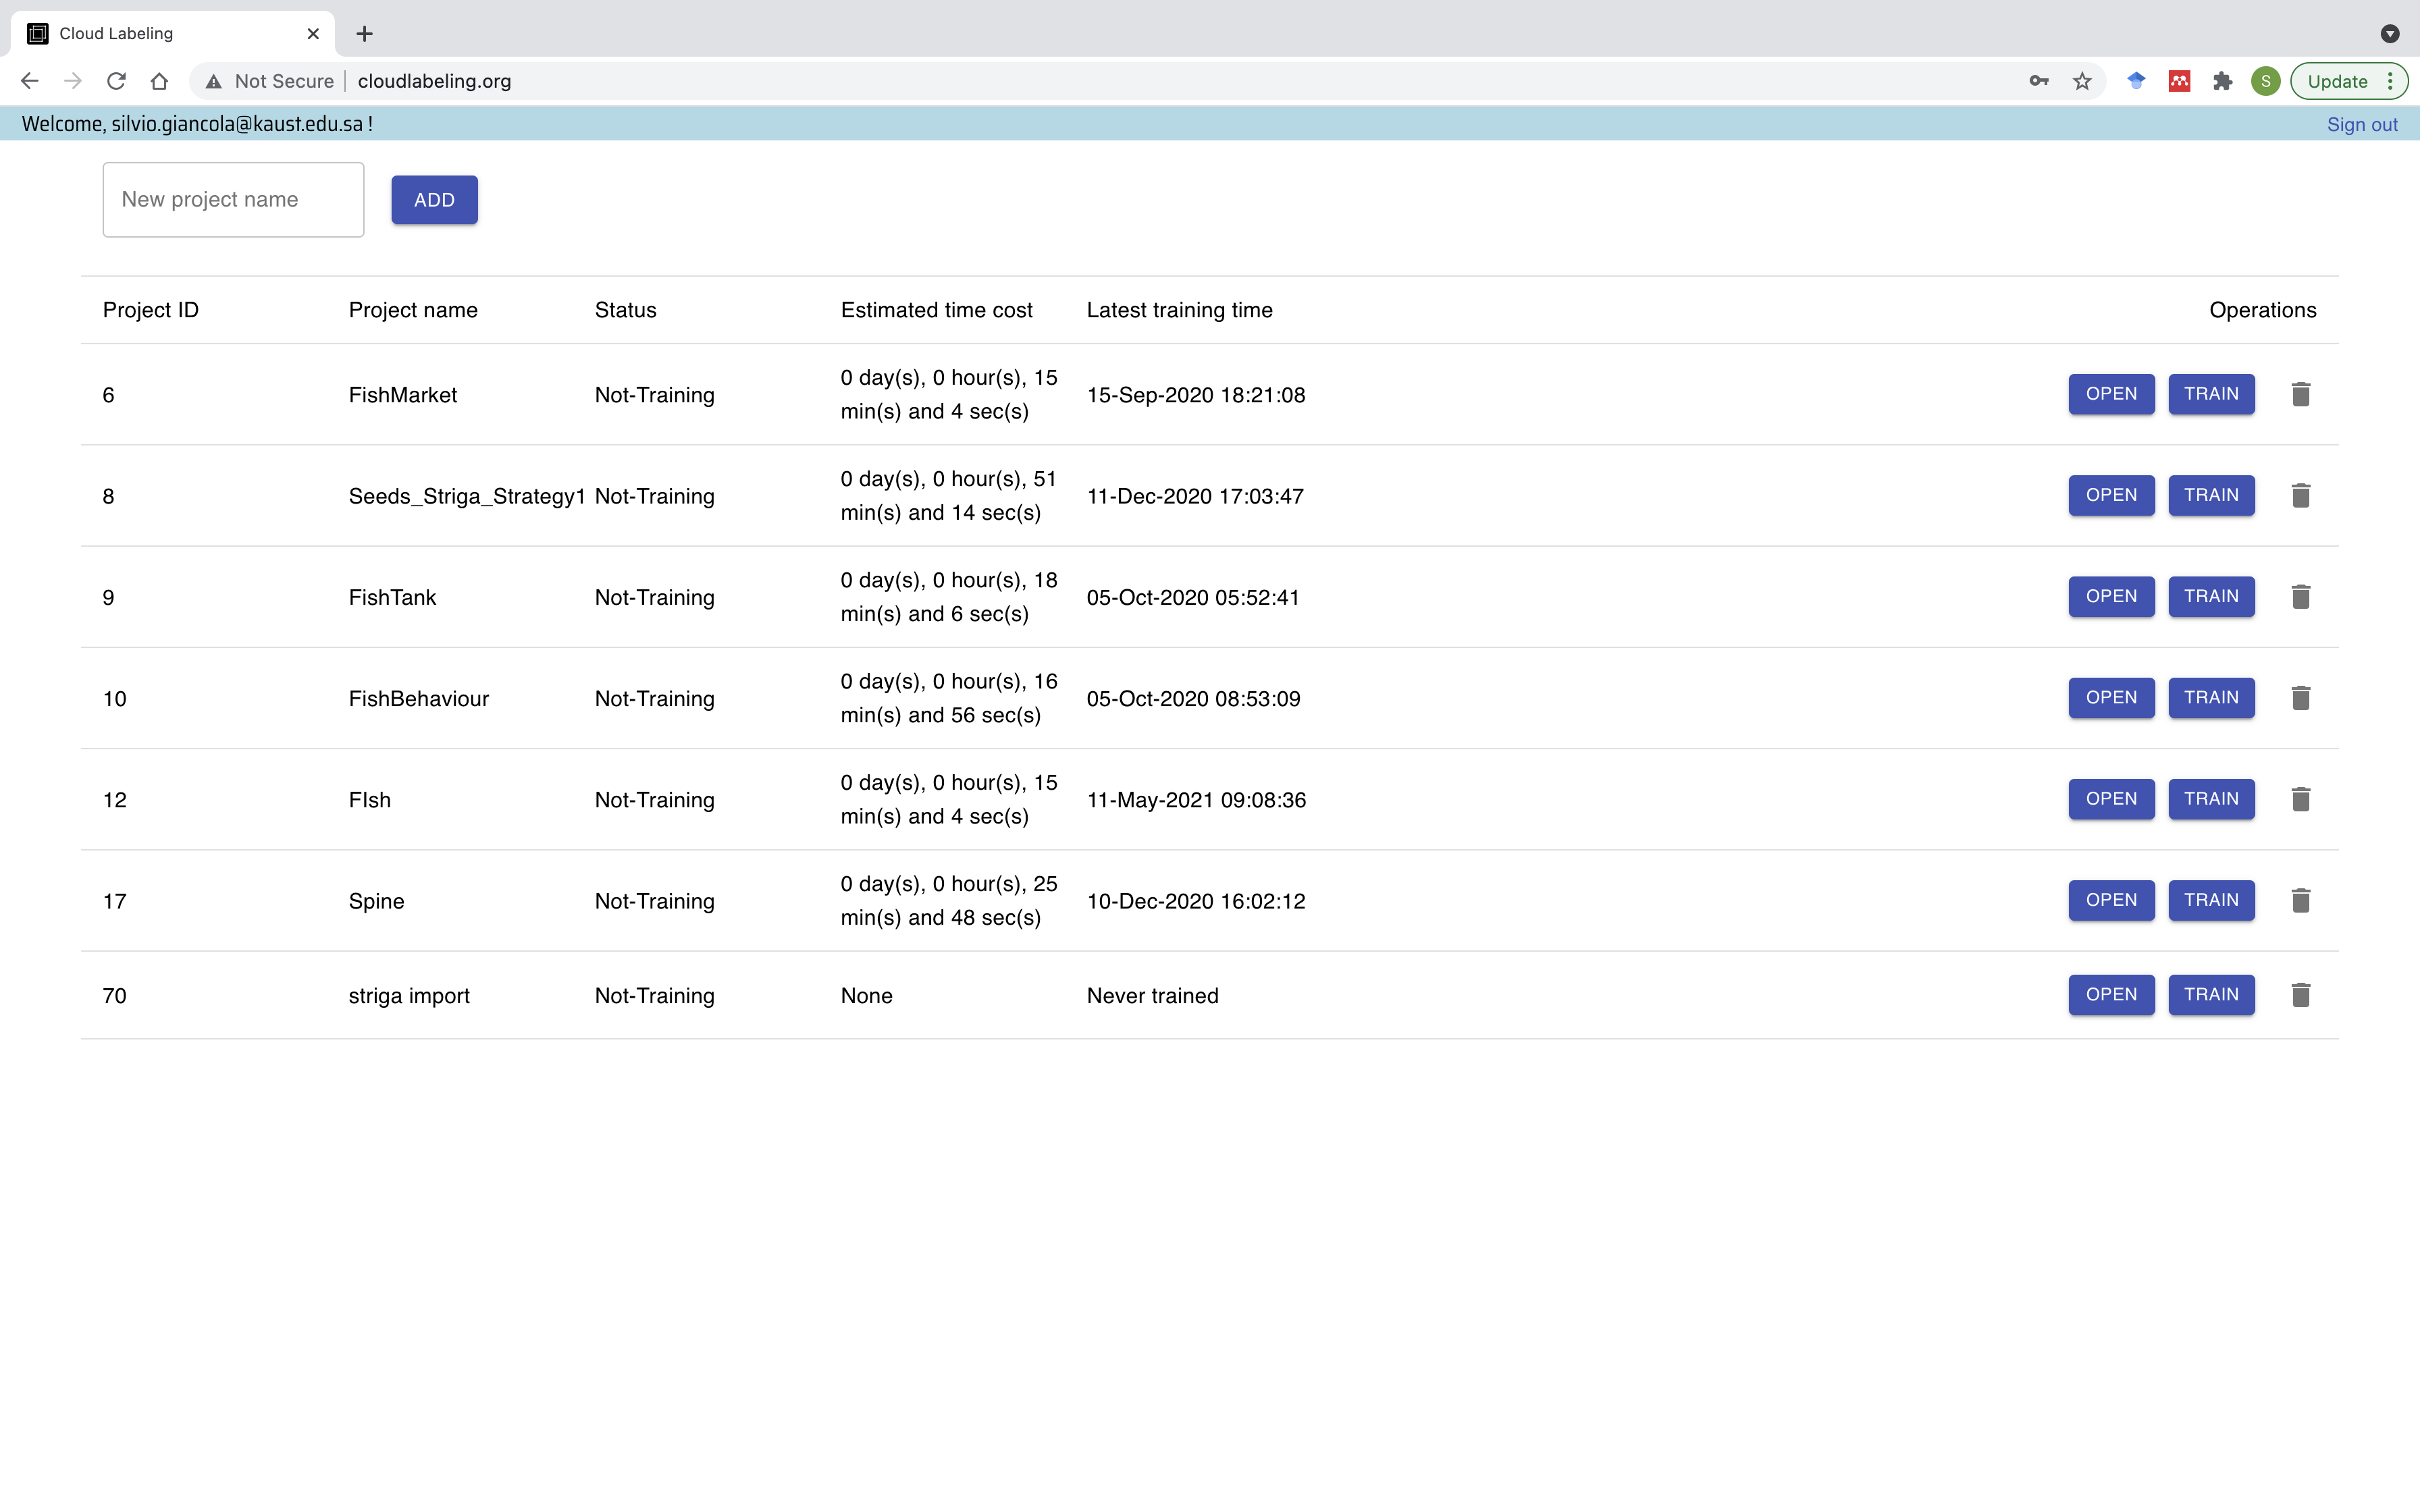 Cloud Labeling
Not Secure cloudlabeling.org S Update
Welcome, silvio.giancola@kaust.edu.sa ! Sign out
New project name ADD
Project ID Project name Status Estimated time cost Latest training time Operations
6 FishMarket Not-Training 0 day(s), 0 hour(s), 15 15-Sep-2020 18:21:08 OPEN TRAIN
min(s) and 4 sec(s)
8 Seeds_Striga_Strategy1 Not-Training 0 day(s), 0 hour(s), 51 11-Dec-2020 17:03:47 OPEN TRAIN
min(s) and 14 sec(s)
9 FishTank Not-Training 0 day(s), 0 hour(s), 18 05-Oct-2020 05:52:41 OPEN TRAIN
min(s) and 6 sec(s)
10 FishBehaviour Not-Training 0 day(s), 0 hour(s), 16 05-Oct-2020 08:53:09 OPEN TRAIN
min(s) and 56 sec(s)
12 FIsh Not-Training 0 day(s), 0 hour(s), 15 11-May-2021 09:08:36 OPEN TRAIN
min(s) and 4 sec(s)
17 Spine Not-Training 0 day(s), 0 hour(s), 25 10-Dec-2020 16:02:12 OPEN TRAIN
min(s) and 48 sec(s)
70 striga import Not-Training None Never trained OPEN TRAIN